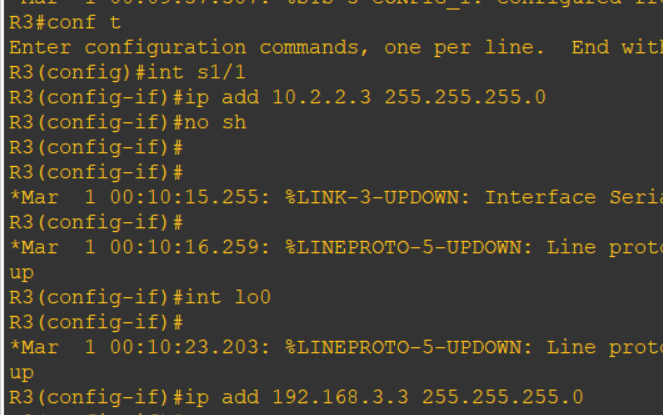 R3#conf t
Enter configuration commands, one per line.  End with
R3(config)#int s1/1
R3(config-if)#ip add 10.2.2.3 255.255.255.0
R3(config-if)#no sh
R3(config-if)#
R3(config-if)#
*Mar  1 00:10:15.255: %LINK-3-UPDOWN: Interface Seria
R3(config-if)#
*Mar  1 00:10:16.259: %LINEPROTO-5-UPDOWN: Line proto
up
R3(config-if)#int lo0
R3(config-if)#
*Mar  1 00:10:23.203: %LINEPROTO-5-UPDOWN: Line proto
up
R3(config-if)#ip add 192.168.3.3 255.255.255.0